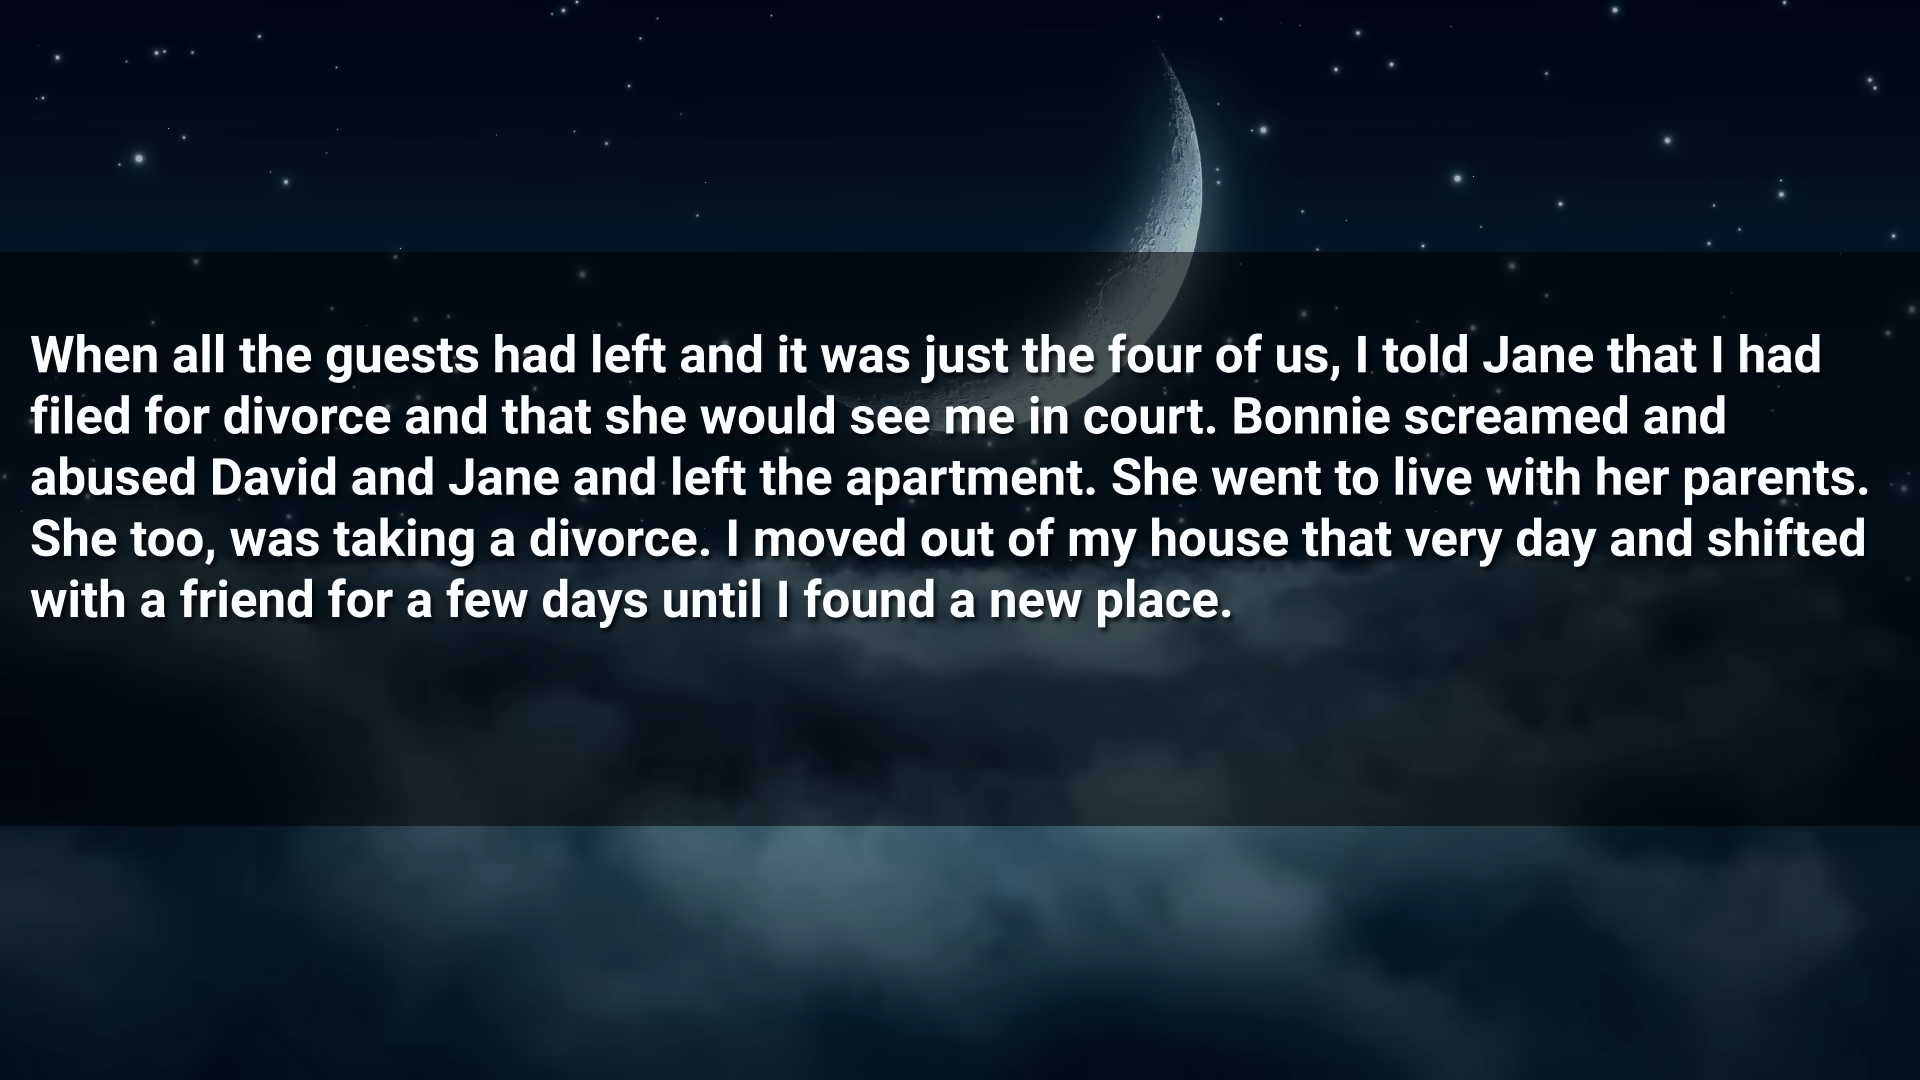 When all the guests had left and it was just the four of us, I told Jane that I had
filed for divorce and that she would see me in court. Bonnie screamed and
abused David and Jane and left the apartment. She went to live with her parents.
She too, was taking a divorce. I moved out of my house that very day and shifted
with a friend for a few days until I found a new place.